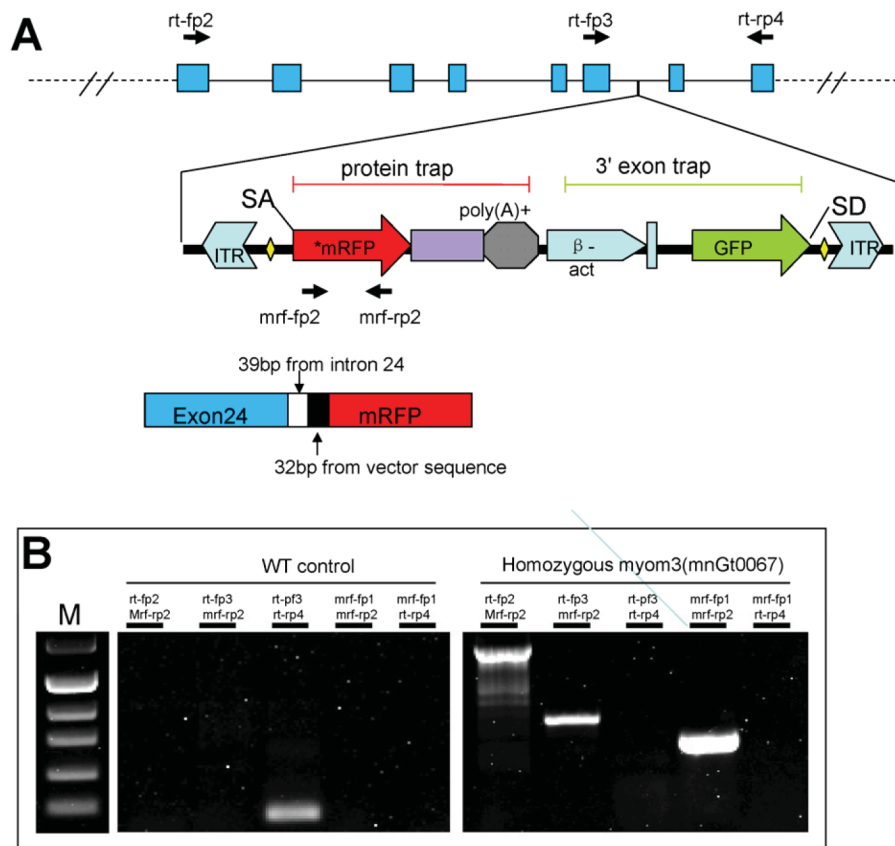 A
rt-fp2 rt-fp3 rt-rp4
protein trap 3' exon trap
SA poly(A)+ SD
ITR *mRFP β- GFP ITR
act
mrf-fp2 mrf-rp2
39bp from intron 24
Exon24 mRFP
32bp from vector sequence
B
WT control Homozygous myom3(mnGt0067)
M
rt-fp2 rt-fp3 rt-pf3 mrf-fp1 mrf-fp1 rt-fp2 rt-fp3 rt-pf3 mrf-fp1 mrf-fp1
Mrf-rp2 mrf-rp2 rt-rp4 mrf-rp2 rt-rp4 Mrf-rp2 mrf-rp2 rt-rp4 mrf-rp2 rt-rp4